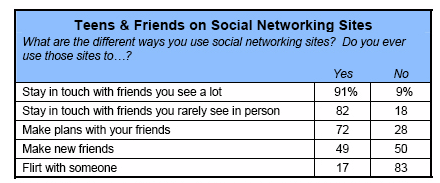 Teens & Friends on Social Networking Sites
What are the different ways you use social networking sites? Do you ever
use those sites to…?
Yes No
Stay in touch with friends you see a lot 91% 9%
Stay in touch with friends you rarely see in person 82 18
Make plans with your friends 72 28
Make new friends 49 50
Flirt with someone 17 83